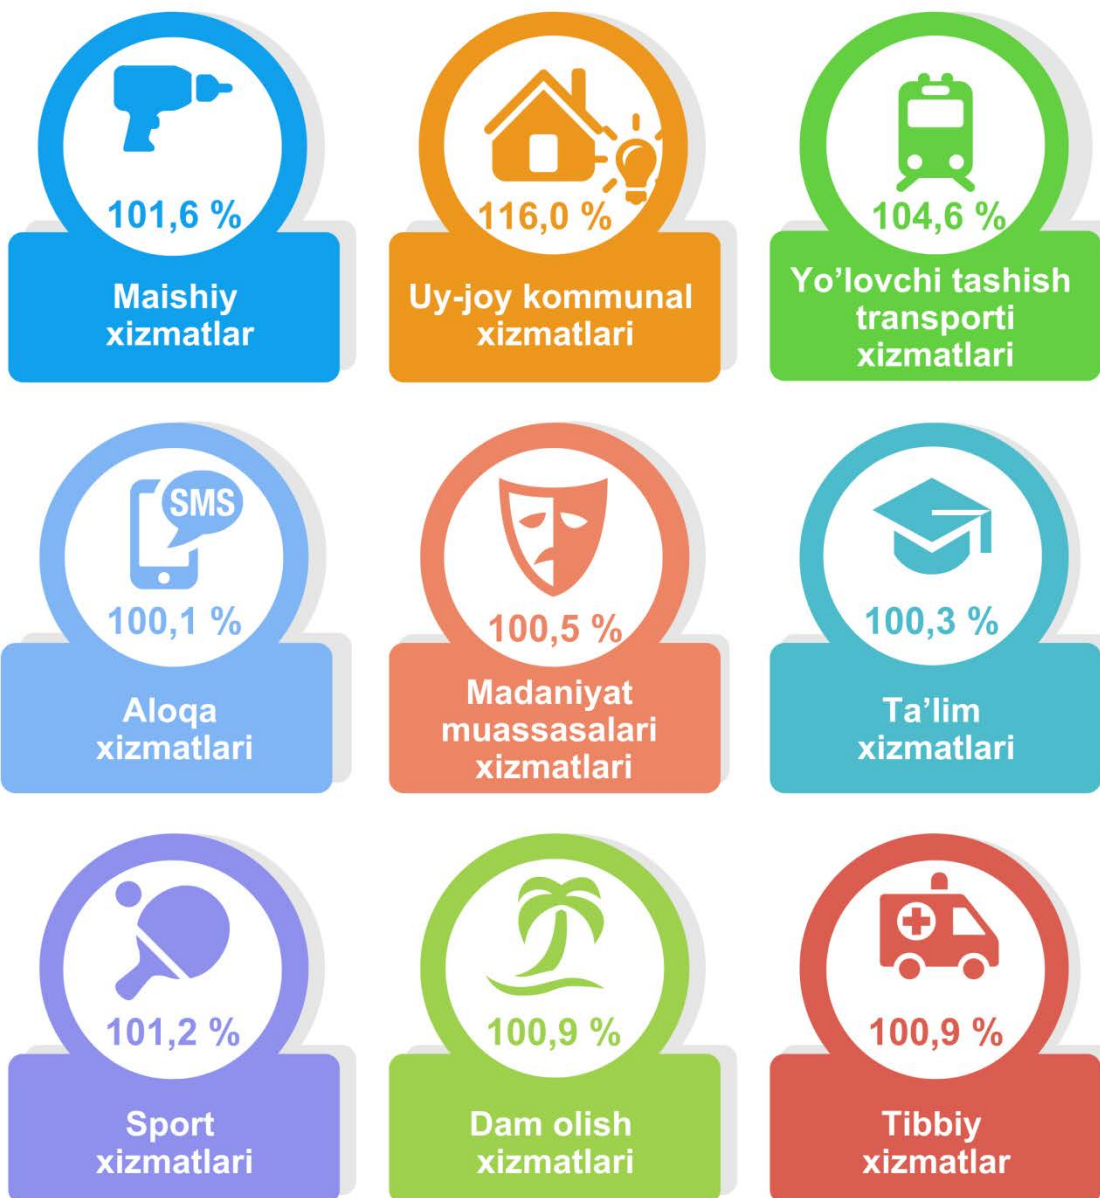 101,6 %
Maishiy
xizmatlar
116,0 %
Uy-joy kommunal
xizmatlari
104,6 %
Yo’lovchi tashish
transporti
xizmatlari
SMS
100,1 %
Aloqa
xizmatlari
100,5 %
Madaniyat
muassasalari
xizmatlari
100,3 %
Ta’lim
xizmatlari
101,2 %
Sport
xizmatlari
100,9 %
Dam olish
xizmatlari
100,9 %
Tibbiy
xizmatlar